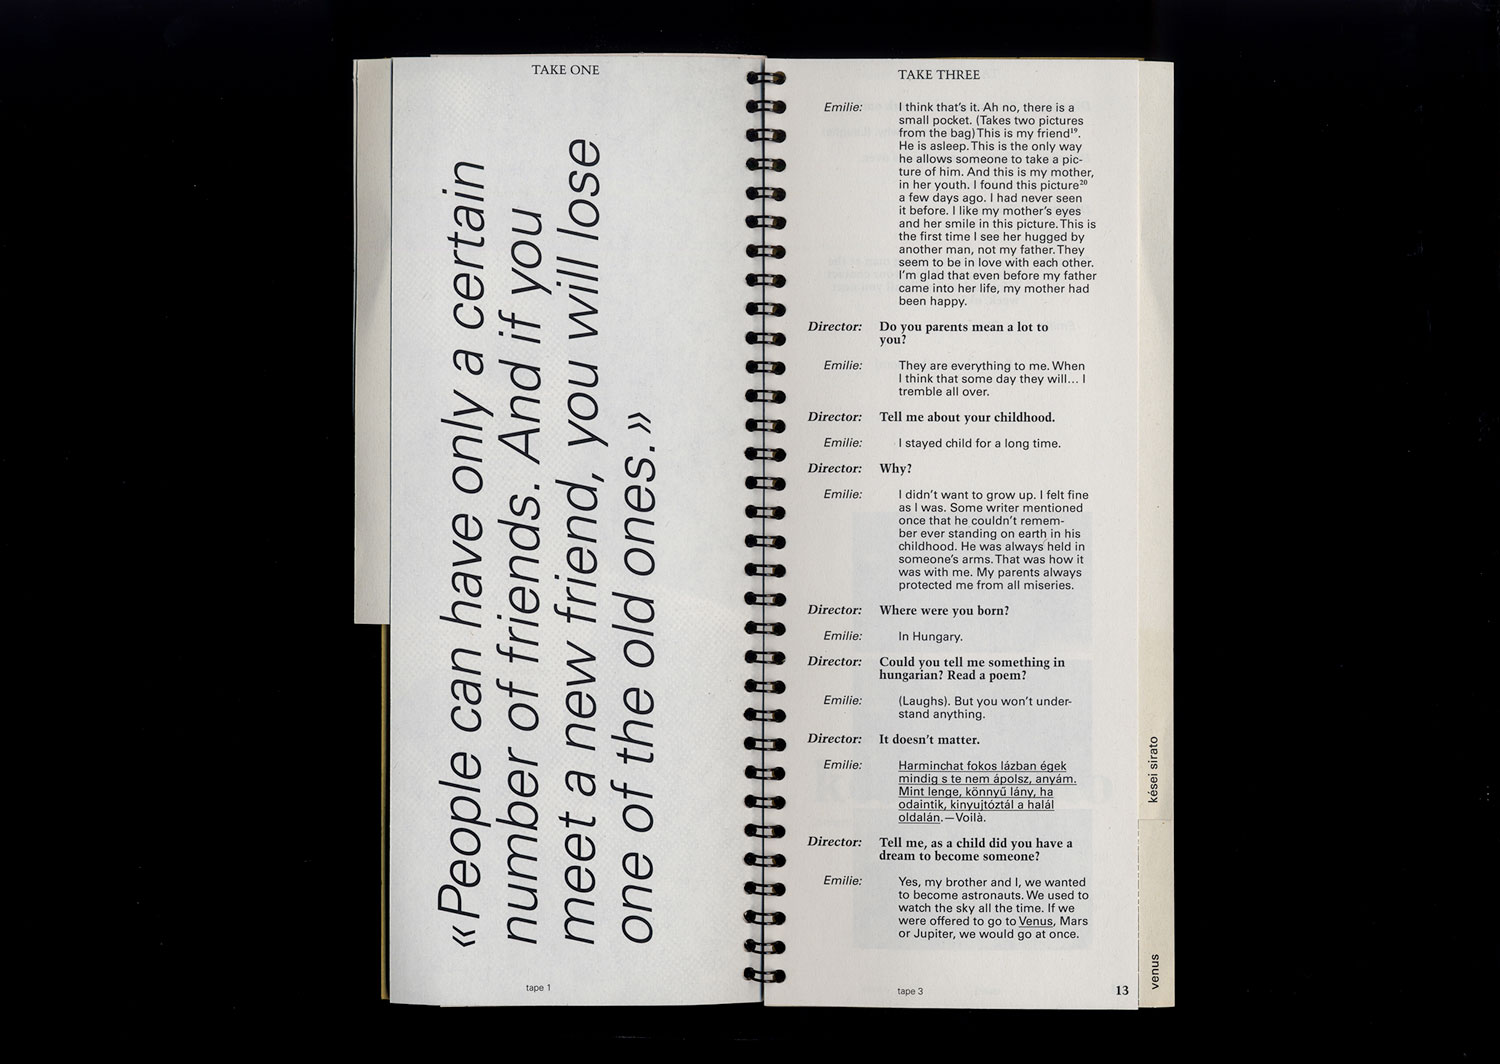 TAKE ONE
«People can have only a certain
number of friends. And if you
meet a new friend, you will lose
one of the old ones.»
tape 1
TAKE THREE
Emilie: I think that's it. Ah no, there is a
small pocket. (Takes two pictures
from the bag) This is my friend¹⁹.
He is asleep. This is the only way
he allows someone to take a pic-
ture of him. And this is my mother,
in her youth. I found this picture²⁰
a few days ago. I had never seen
it before. I like my mother's eyes
and her smile in this picture. This is
the first time I see her hugged by
another man, not my father. They
seem to be in love with each other.
I'm glad that even before my father
came into her life, my mother had
been happy.
Director: Do you parents mean a lot to
you?
Emilie: They are everything to me. When
I think that some day they will... I
tremble all over.
Director: Tell me about your childhood.
Emilie: I stayed child for a long time.
Director: Why?
Emilie: I didn't want to grow up. I felt fine
as I was. Some writer mentioned
once that he couldn't remem-
ber ever standing on earth in his
childhood. He was always held in
someone's arms. That was how it
was with me. My parents always
protected me from all miseries.
Director: Where were you born?
Emilie: In Hungary.
Director: Could you tell me something in
hungarian? Read a poem?
Emilie: (Laughs). But you won't under-
stand anything.
Director: It doesn't matter.
Emilie: Harminchat fokos lázban égek
mindig s te nem ápolsz, anyám.
Mint lenge, könnyű lány, ha
odaintik, kinyujtóztál a halál
oldalán.—Voilà.
Director: Tell me, as a child did you have a
dream to become someone?
Emilie: Yes, my brother and I, we wanted
to become astronauts. We used to
watch the sky all the time. If we
were offered to go to Venus, Mars
or Jupiter, we would go at once.
tape 3
13
kései sirato
venus